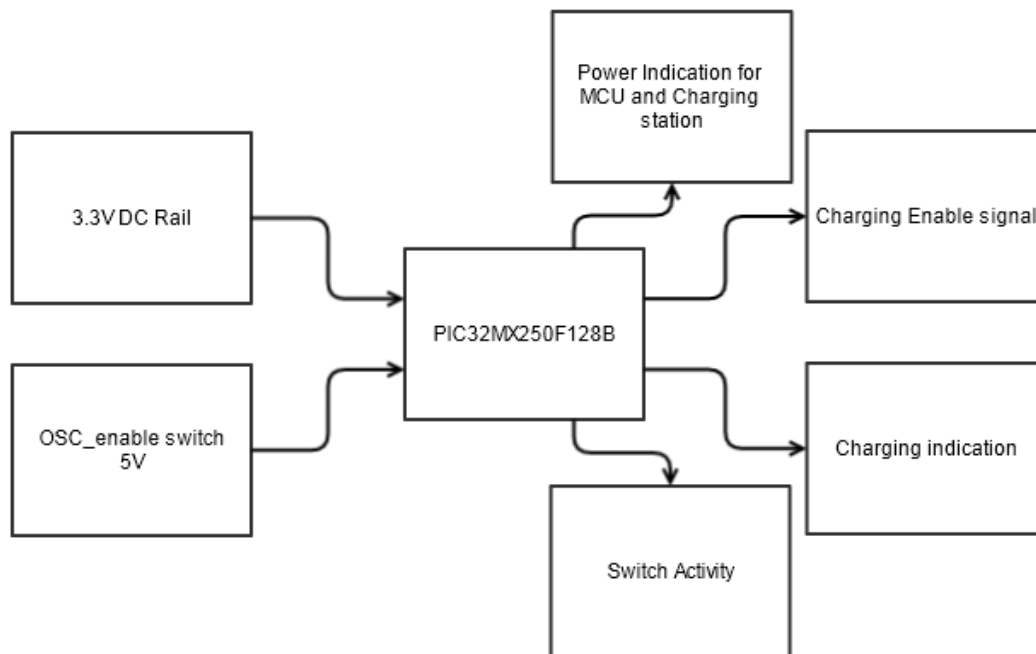 Power Indication for
MCU and Charging
station
3.3V DC Rail
Charging Enable signal
PIC32MX250F128B
OSC_enable switch
5V
Charging indication
Switch Activity